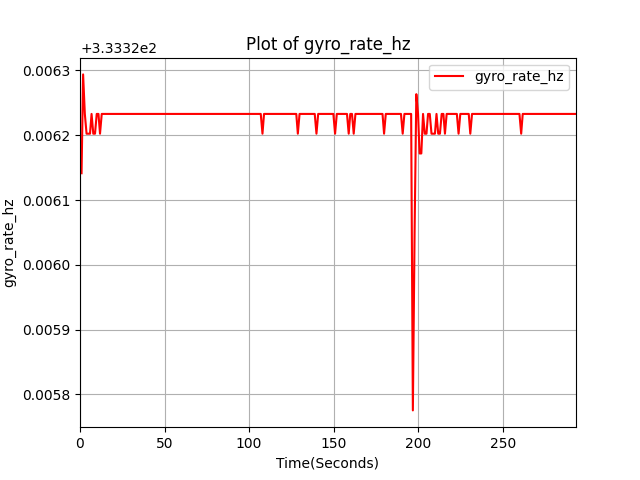 Plot of gyro_rate_hz
+3.3332e2
gyro_rate_hz
0.0063
0.0062
0.0061
0.0060
0.0059
0.0058
gyro_rate_hz
0 50 100 150 200 250
Time(Seconds)